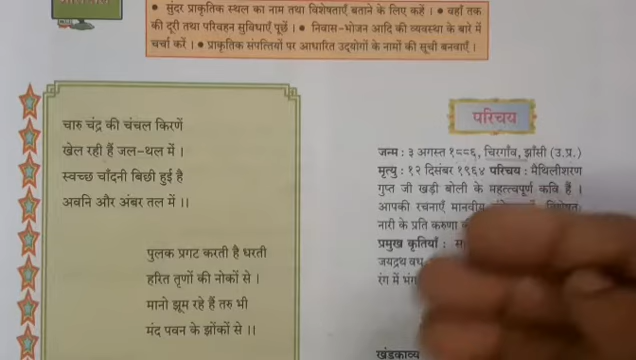 • सुंदर प्राकृतिक स्थल का नाम तथा विशेषताएँ बताने के लिए कहें । • वहाँ तक
की दूरी तथा परिवहन सुविधाएँ पूछें । • निवास-भोजन आदि की व्यवस्था के बारे में
चर्चा करें । • प्राकृतिक संपत्तियों पर आधारित उद्योगों के नामों की सूची बनवाएँ ।
चारु चंद्र की चंचल किरणें
खेल रही हैं जल-थल में ।
स्वच्छ चाँदनी बिछी हुई है
अवनि और अंबर तल में ।।
पुलक प्रगट करती है धरती
हरित तृणों की नोकों से ।
मानो झूम रहे हैं तरु भी
मंद पवन के झोंकों से ।।
परिचय
जन्म : ३ अगस्त १८८६, चिरगाँव, झाँसी (उ.प्र.)
मृत्यु : १२ दिसंबर १९६४ परिचय : मैथिलीशरण
गुप्त जी खड़ी बोली के महत्त्वपूर्ण कवि हैं ।
आपकी रचनाएँ मानवीय
नारी के प्रति करुणा
प्रमुख कृतियाँ :
जयद्रथ वध
रंग में भंग
खंडकाव्य